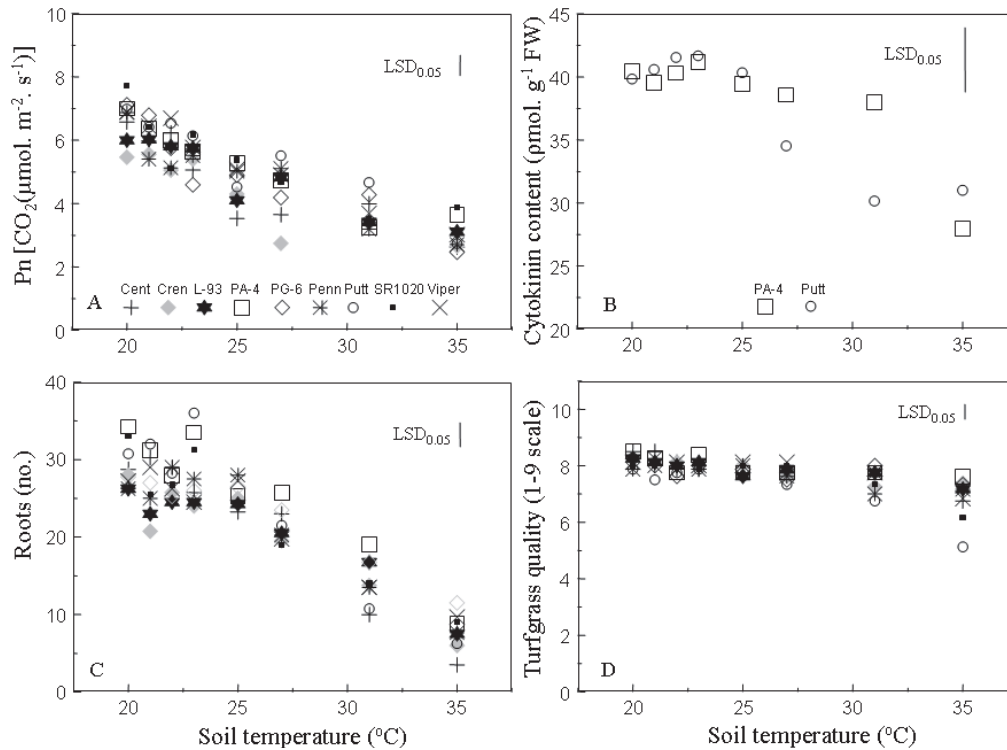 Pn [CO2(µmol. m-2. s-1)]
10
8
6
4
2
0
LSD0.05
A
Cent Cren L-93 PA-4 PG-6 Penn Putt SR1020 Viper
20 25 30 35
Cytokinin content (pmol. g-1 FW)
45
40
35
30
25
20
LSD0.05
B
PA-4 Putt
20 25 30 35
Roots (no.)
40
30
20
10
0
LSD0.05
C
20 25 30 35
Soil temperature (oC)
Turfgrass quality (1-9 scale)
10
8
6
4
2
0
LSD0.05
D
20 25 30 35
Soil temperature (oC)